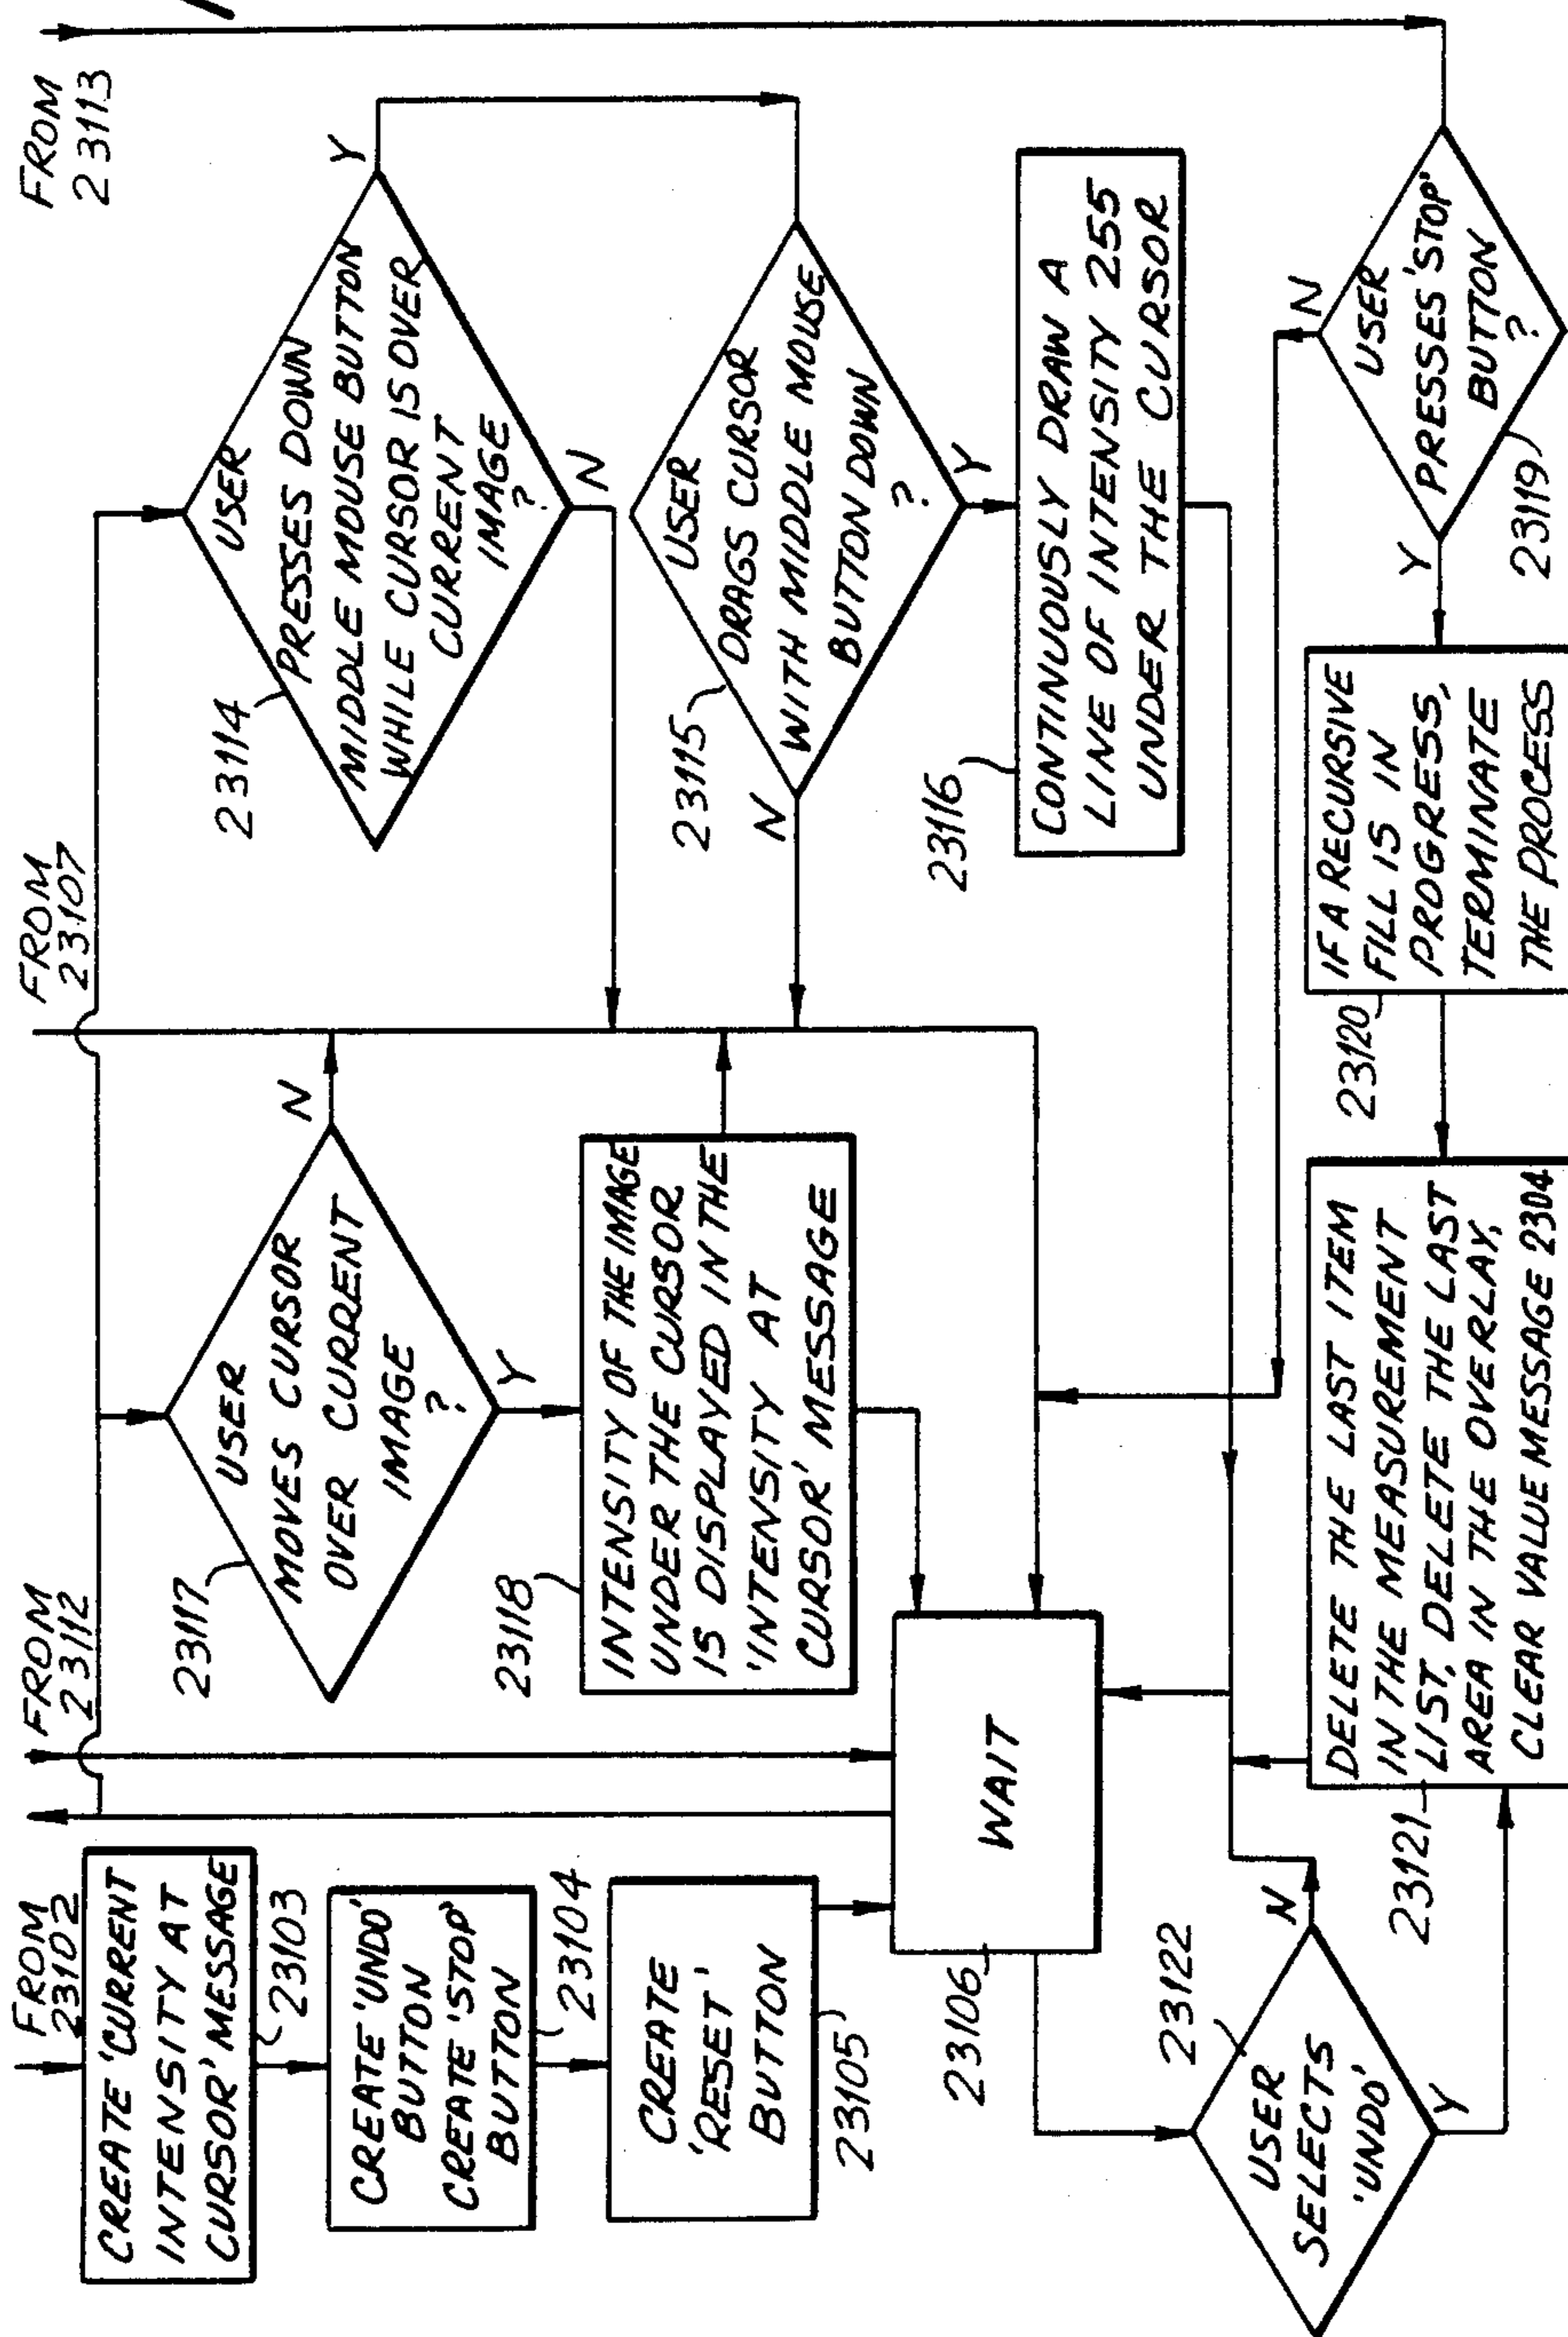 FROM
23102
CREATE 'CURRENT
INTENSITY AT
CURSOR' MESSAGE
23103
CREATE 'UNDO'
BUTTON
CREATE 'STOP'
BUTTON
23104
CREATE
'RESET'
BUTTON
23105
WAIT
23106
USER
SELECTS
'UNDO'
23122
N
Y
FROM
23112
USER
MOVES CURSOR
OVER CURRENT
IMAGE
?
23117
N
Y
INTENSITY OF THE IMAGE
UNDER THE CURSOR
IS DISPLAYED IN THE
'INTENSITY AT
CURSOR' MESSAGE
23118
DELETE THE LAST ITEM
IN THE MEASUREMENT
LIST, DELETE THE LAST
AREA IN THE OVERLAY,
CLEAR VALUE MESSAGE 2304
23121
FROM
23107
USER
PRESSES DOWN
MIDDLE MOUSE BUTTON
WHILE CURSOR IS OVER
CURRENT
IMAGE
?
23114
Y
N
USER
DRAGS CURSOR
WITH MIDDLE MOUSE
BUTTON DOWN
?
23115
N
Y
CONTINUOUSLY DRAW A
LINE OF INTENSITY 255
UNDER THE CURSOR
23116
IF A RECURSIVE
FILL IS IN
PROGRESS,
TERMINATE
THE PROCESS
23120
FROM
23113
USER
PRESSES 'STOP'
BUTTON
?
23119
N
Y